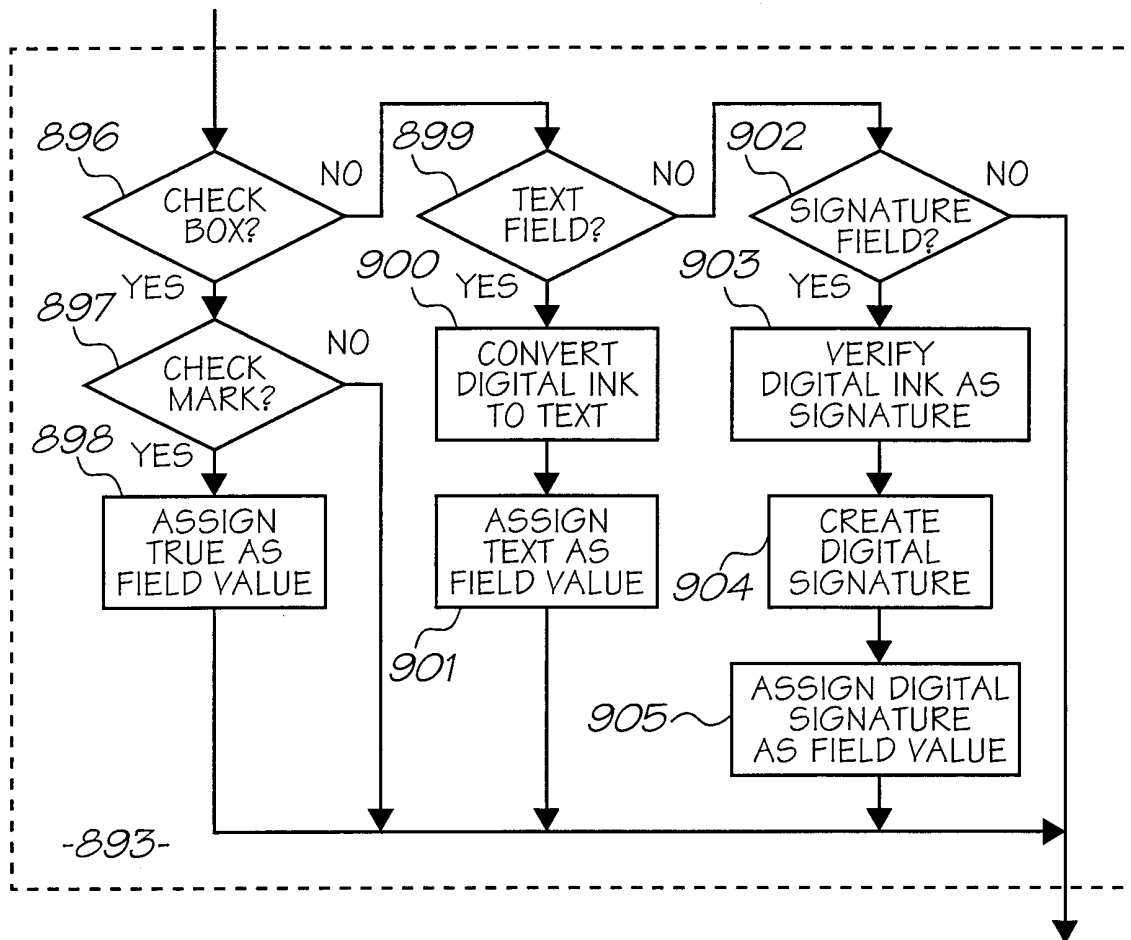 896
CHECK
BOX?
NO
YES
899
TEXT
FIELD?
NO
YES
902
SIGNATURE
FIELD?
NO
YES
897
CHECK
MARK?
NO
YES
900
CONVERT
DIGITAL INK
TO TEXT
903
VERIFY
DIGITAL INK AS
SIGNATURE
898
ASSIGN
TRUE AS
FIELD VALUE
ASSIGN
TEXT AS
FIELD VALUE
901
CREATE
DIGITAL
SIGNATURE
904
ASSIGN DIGITAL
SIGNATURE
AS FIELD VALUE
905
-893-